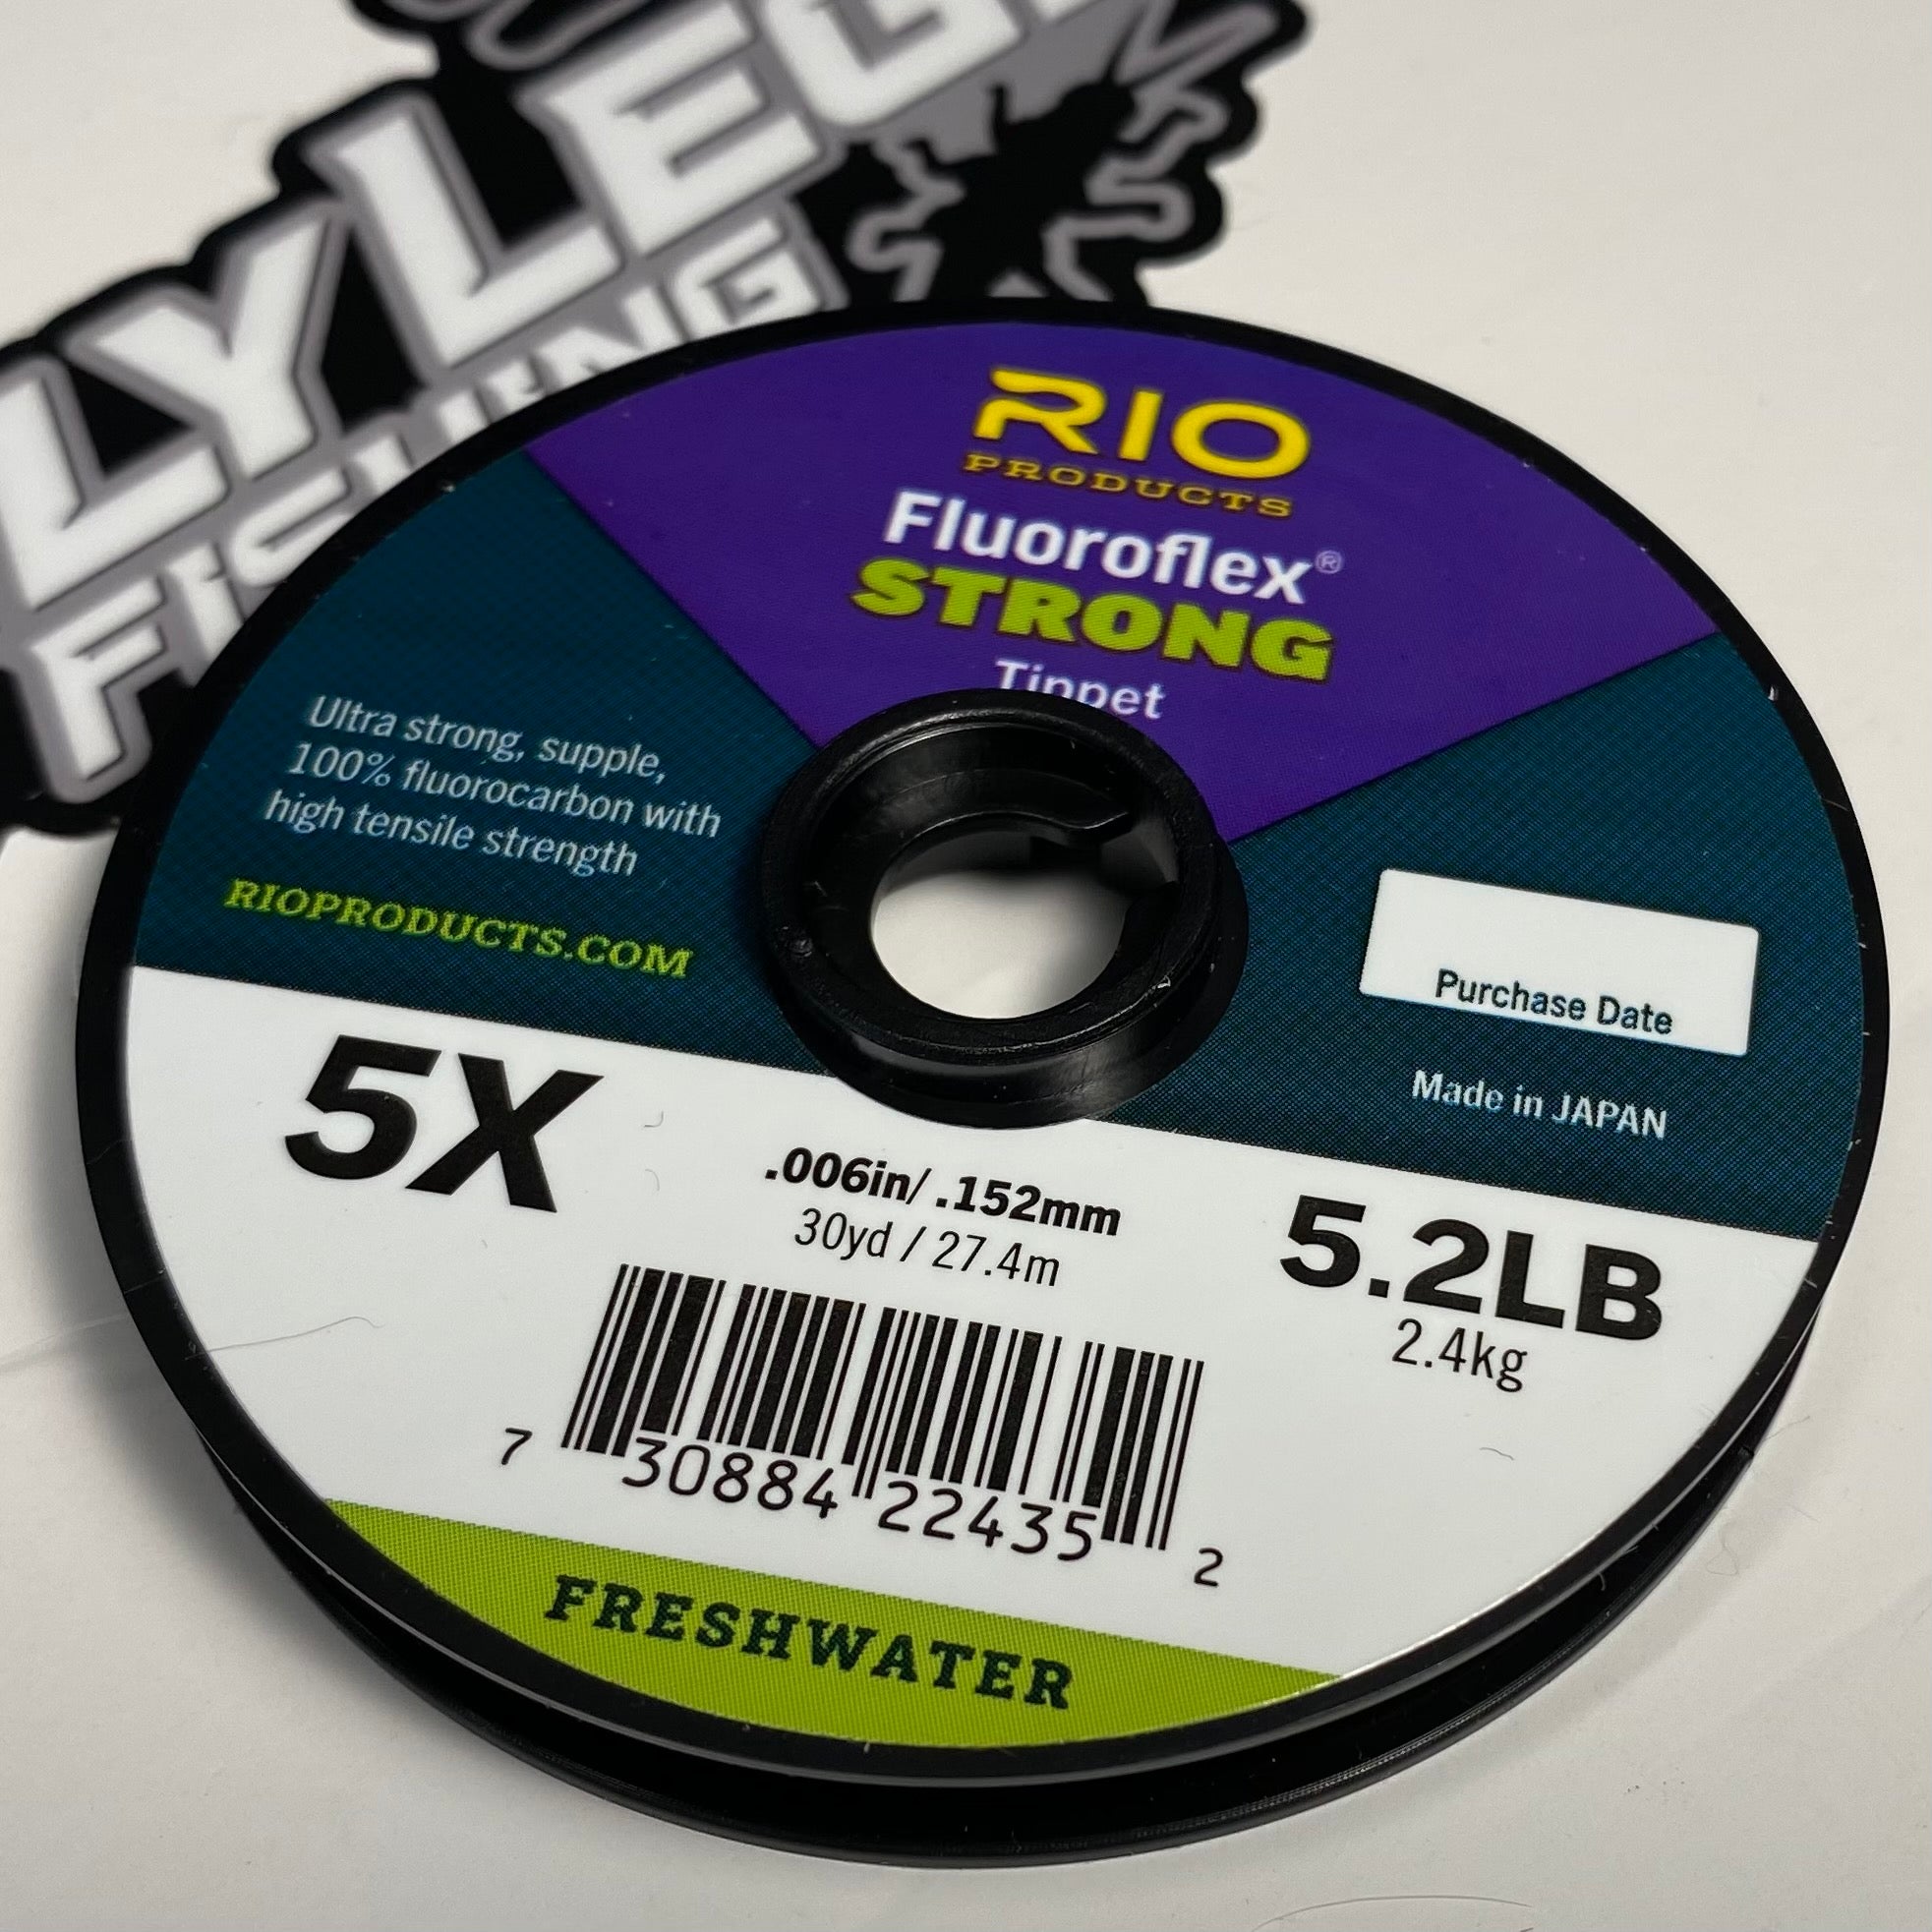 FISHING
RIO
PRODUCTS
Fluoroflex®
STRONG
Tippet
Ultra strong, supple,
100% fluorocarbon with
high tensile strength
RIOPRODUCTS.COM
Purchase Date
Made in JAPAN
5X
.006in/ .152mm
30yd / 27.4m
5.2LB
2.4kg
7 30884 22435 2
FRESHWATER